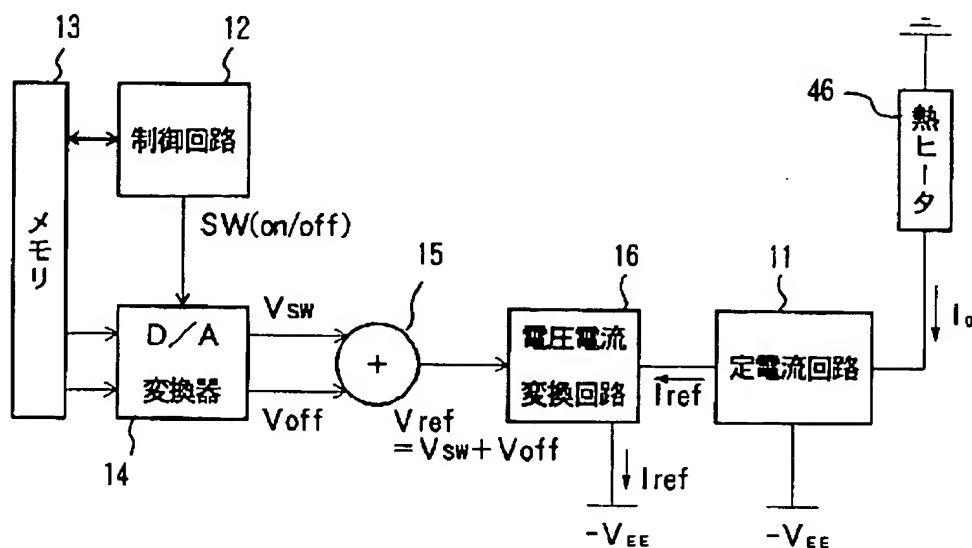 13
12
制御回路
メモリ
SW(on/off)
46
熱ヒータ
Io
D/A
変換器
14
Vsw
Voff
15
+
Vref
=Vsw+Voff
16
電圧電流
変換回路
Iref
Iref
-VEE
11
定電流回路
-VEE